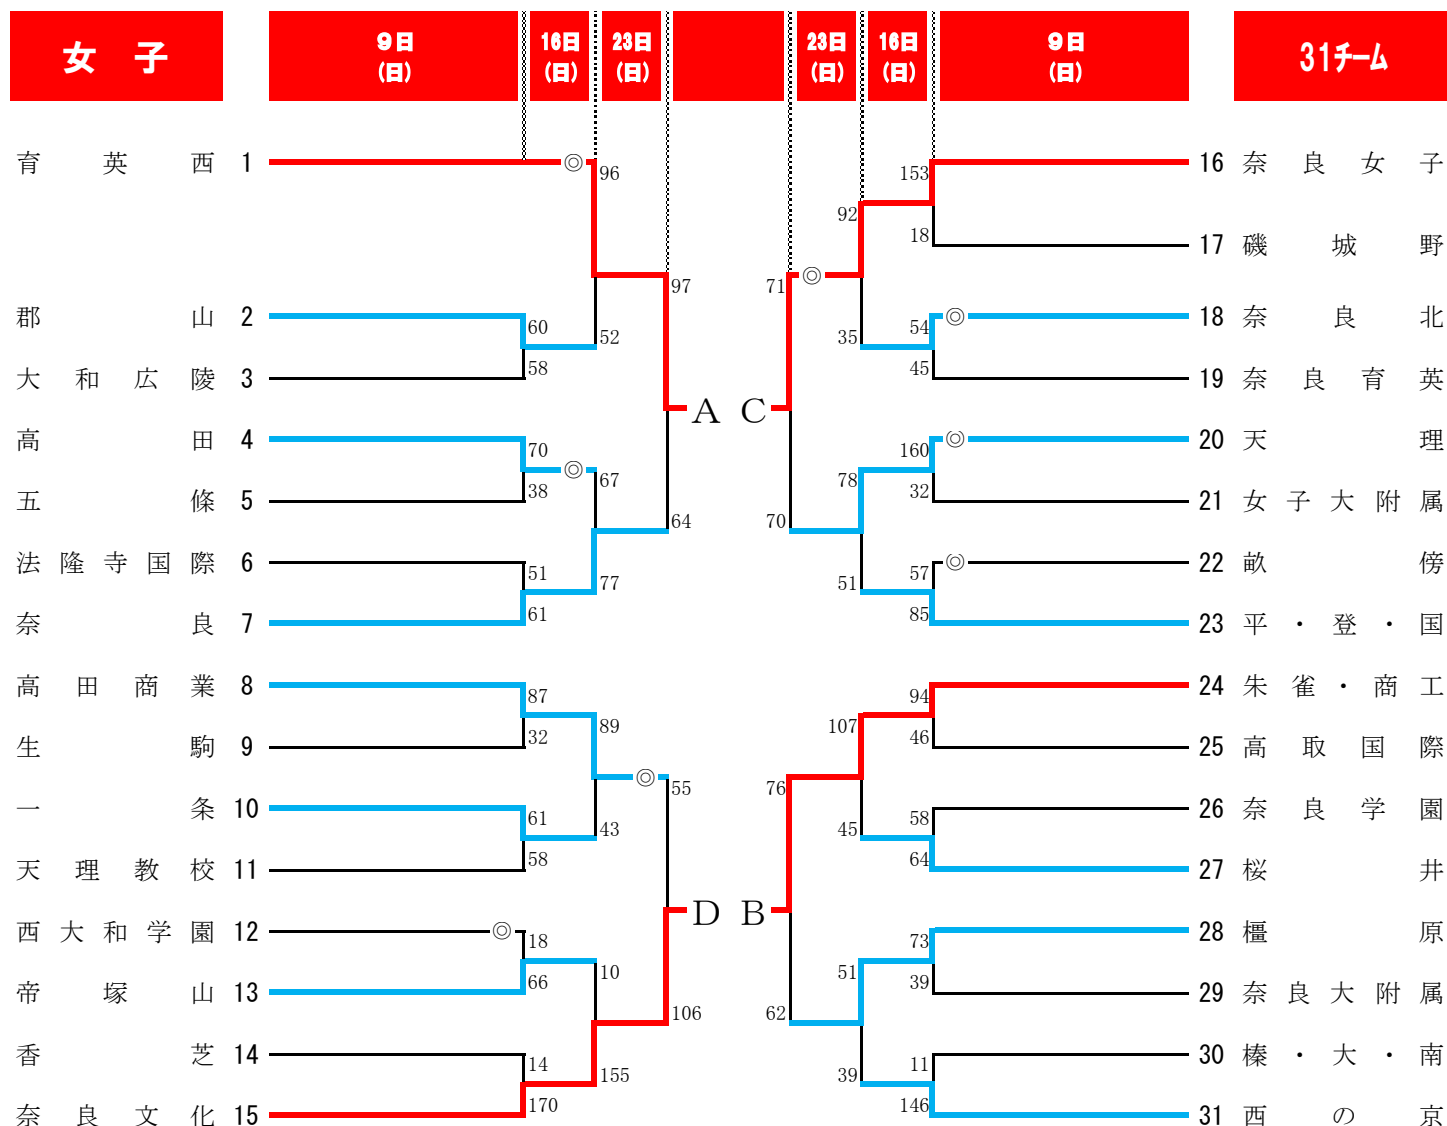 女子 9日(日) 16日(日) 23日(日) 23日(日) 16日(日) 9日(日) 31チーム
育英西 1 ◎ 96 153 16 奈良女子
92
18 17 磯城野
97 71 ◎
郡山 2 60 52 35 54 ◎ 18 奈良北
大和広陵 3 58 45 19 奈良育英
A C
高田 4 70 160 ◎ 20 天理
◎ 67 78
五條 5 38 32 21 女子大附属
64 70
法隆寺国際 6 51 57 ◎ 22 畝傍
77 51
奈良 7 61 85 23 平・登・国
高田商業 8 87 94 24 朱雀・商工
89 107
生駒 9 32 46 25 高取国際
◎ 55 76
一条 10 61 58 26 奈良学園
43 45
天理教校 11 58 64 27 桜井
D B
西大和学園 12 ◎ 18 73 28 橿原
10 51
帝塚山 13 66 39 29 奈良大附属
106 62
香芝 14 14 11 30 榛・大・南
155 39
奈良文化 15 170 146 31 西の京